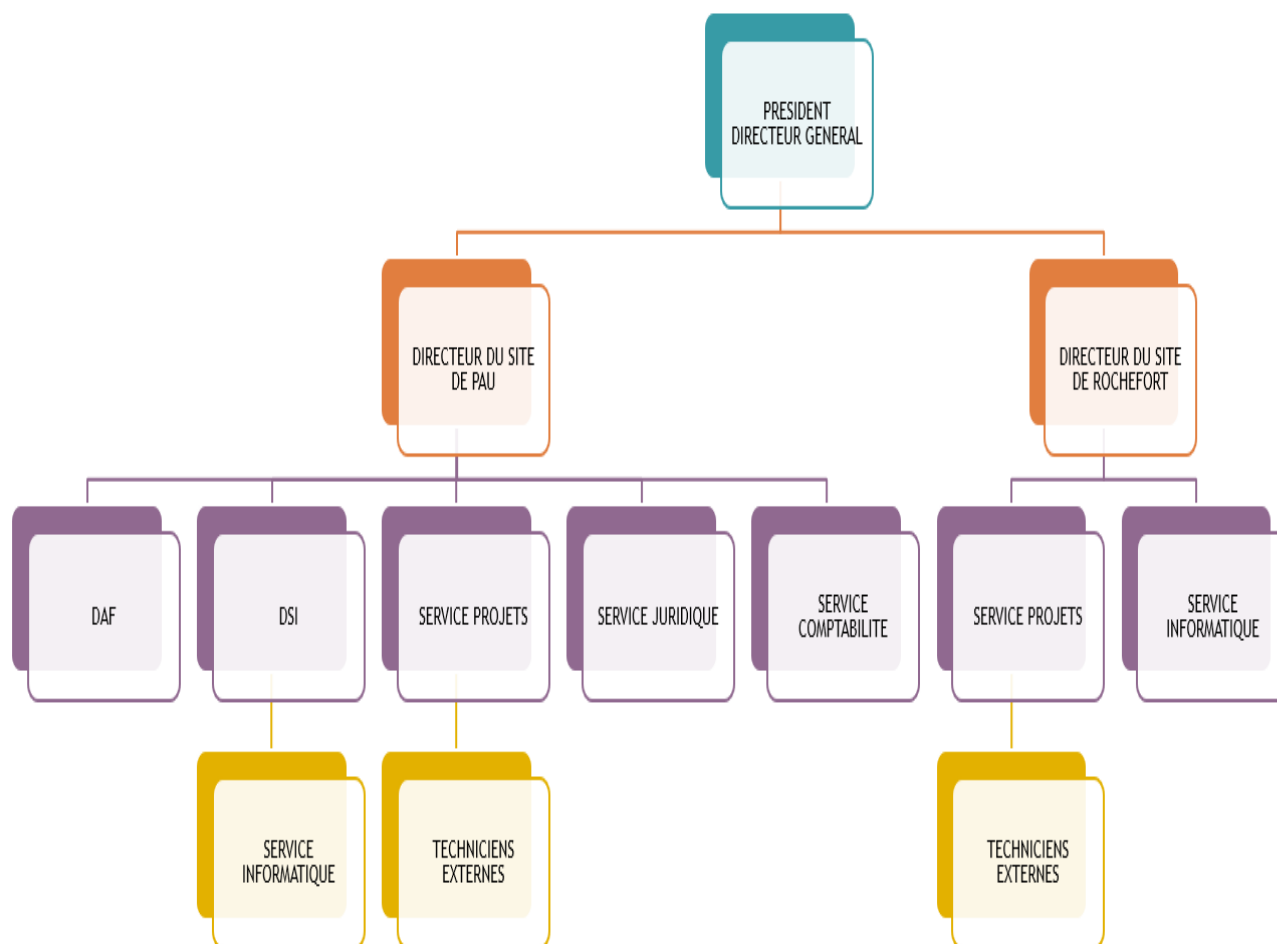 PRESIDENT
DIRECTEUR GENERAL
DIRECTEUR DU SITE
DE PAU
DIRECTEUR DU SITE
DE ROCHEFORT
DAF
DSI
SERVICE PROJETS
SERVICE JURIDIQUE
SERVICE
COMPTABILITE
SERVICE PROJETS
SERVICE
INFORMATIQUE
SERVICE
INFORMATIQUE
TECHNICIENS
EXTERNES
TECHNICIENS
EXTERNES